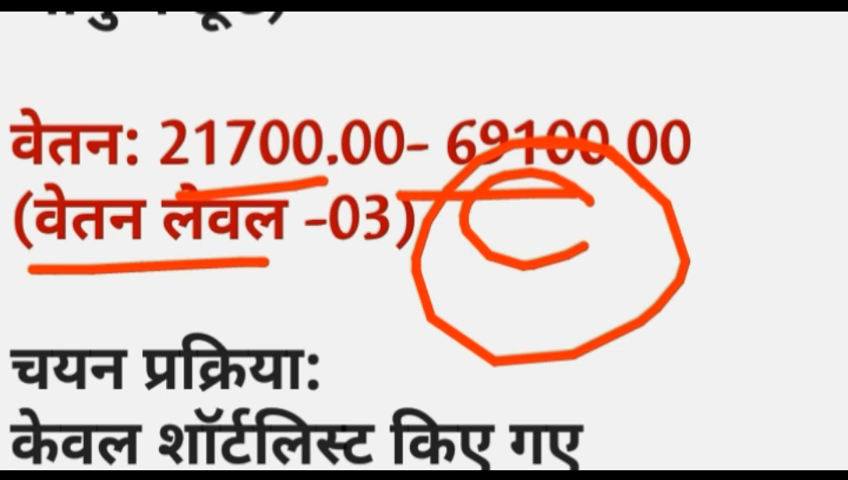 वेतन: 21700.00- 69100.00
(वेतन लेवल -03)
चयन प्रक्रिया:
केवल शॉर्टलिस्ट किए गए